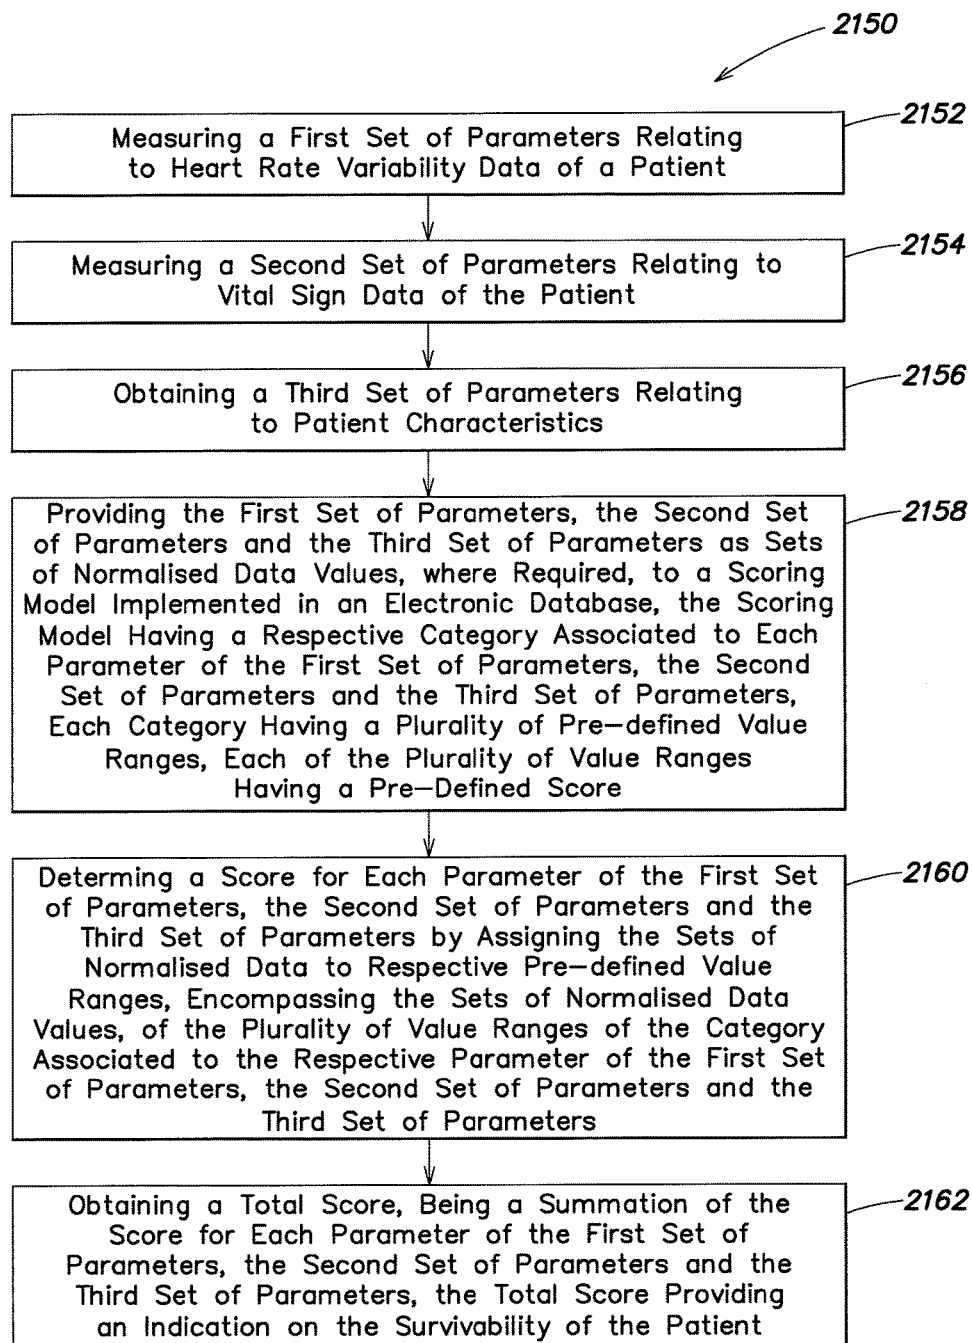 2150
2152
Measuring a First Set of Parameters Relating
to Heart Rate Variability Data of a Patient
2154
Measuring a Second Set of Parameters Relating to
Vital Sign Data of the Patient
2156
Obtaining a Third Set of Parameters Relating
to Patient Characteristics
2158
Providing the First Set of Parameters, the Second Set
of Parameters and the Third Set of Parameters as Sets
of Normalised Data Values, where Required, to a Scoring
Model Implemented in an Electronic Database, the Scoring
Model Having a Respective Category Associated to Each
Parameter of the First Set of Parameters, the Second
Set of Parameters and the Third Set of Parameters,
Each Category Having a Plurality of Pre-defined Value
Ranges, Each of the Plurality of Value Ranges
Having a Pre-Defined Score
2160
Determing a Score for Each Parameter of the First Set
of Parameters, the Second Set of Parameters and the
Third Set of Parameters by Assigning the Sets of
Normalised Data to Respective Pre-defined Value
Ranges, Encompassing the Sets of Normalised Data
Values, of the Plurality of Value Ranges of the Category
Associated to the Respective Parameter of the First Set
of Parameters, the Second Set of Parameters and the
Third Set of Parameters
2162
Obtaining a Total Score, Being a Summation of the
Score for Each Parameter of the First Set of
Parameters, the Second Set of Parameters and the
Third Set of Parameters, the Total Score Providing
an Indication on the Survivability of the Patient